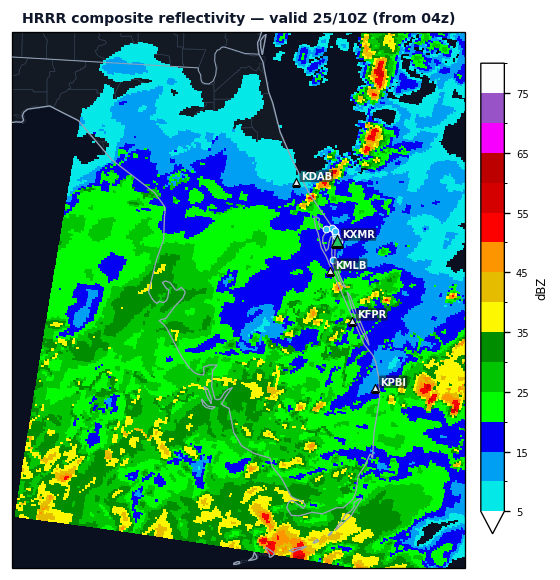 HRRR composite reflectivity — valid 25/10Z (from 04z)
KDAB
KXMR
KMLB
KFPR
KPBI
75
65
55
45
35
25
15
5
dBZ